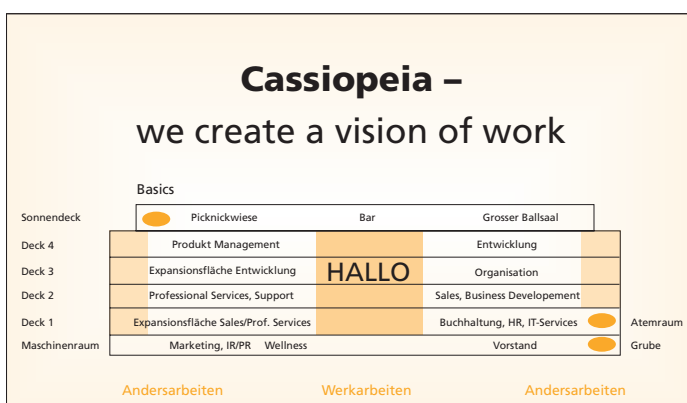 Cassiopeia –
we create a vision of work
Basics
Sonnendeck Picknickwiese Bar Grosser Ballsaal
Deck 4 Produkt Management Entwicklung
Deck 3 Expansionsfläche Entwicklung HALLO Organisation
Deck 2 Professional Services, Support Sales, Business Developement
Deck 1 Expansionsfläche Sales/Prof. Services Buchhaltung, HR, IT-Services Atemraum
Maschinenraum Marketing, IR/PR Wellness Vorstand Grube
Andersarbeiten Werkarbeiten Andersarbeiten